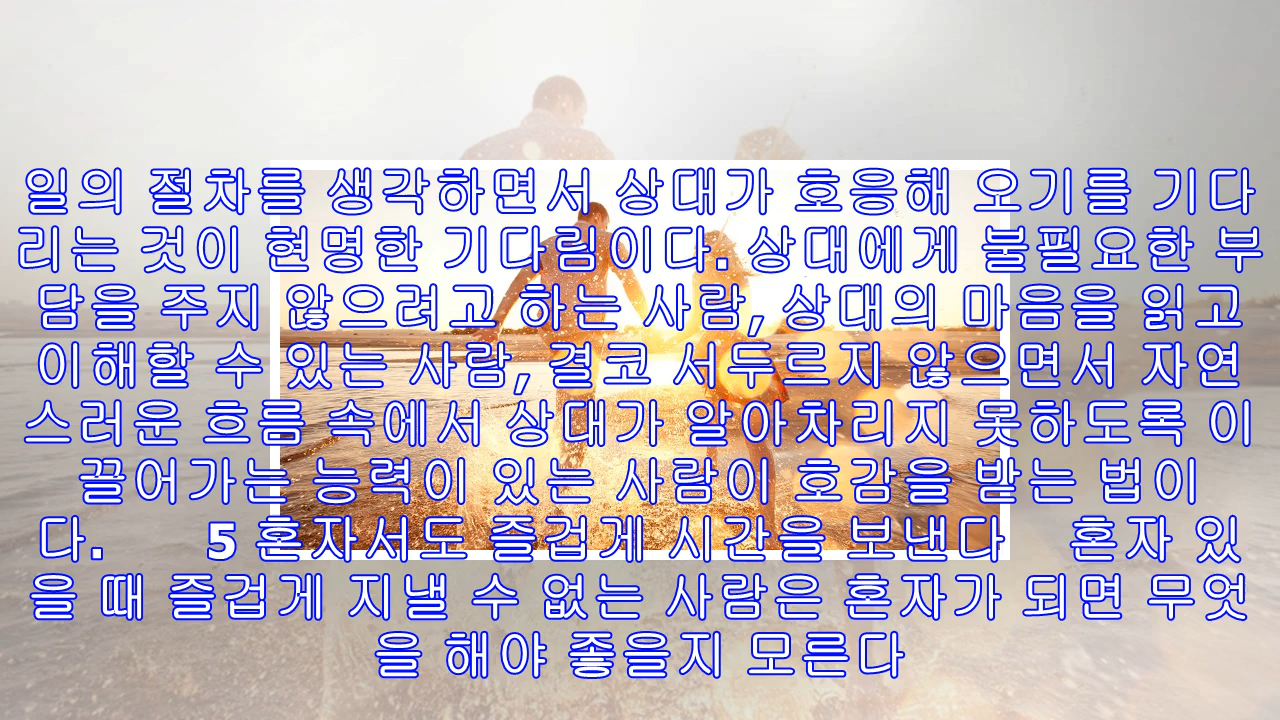 일의 절차를 생각하면서 상대가 호응해 오기를 기다
리는 것이 현명한 기다림이다. 상대에게 불필요한 부
담을 주지 않으려고 하는 사람, 상대의 마음을 읽고
이해할 수 있는 사람, 결코 서두르지 않으면서 자연
스러운 흐름 속에서 상대가 알아차리지 못하도록 이
끌어가는 능력이 있는 사람이 호감을 받는 법이
다. 5 혼자서도 즐겁게 시간을 보낸다 혼자 있
을 때 즐겁게 지낼 수 없는 사람은 혼자가 되면 무엇
을 해야 좋을지 모른다